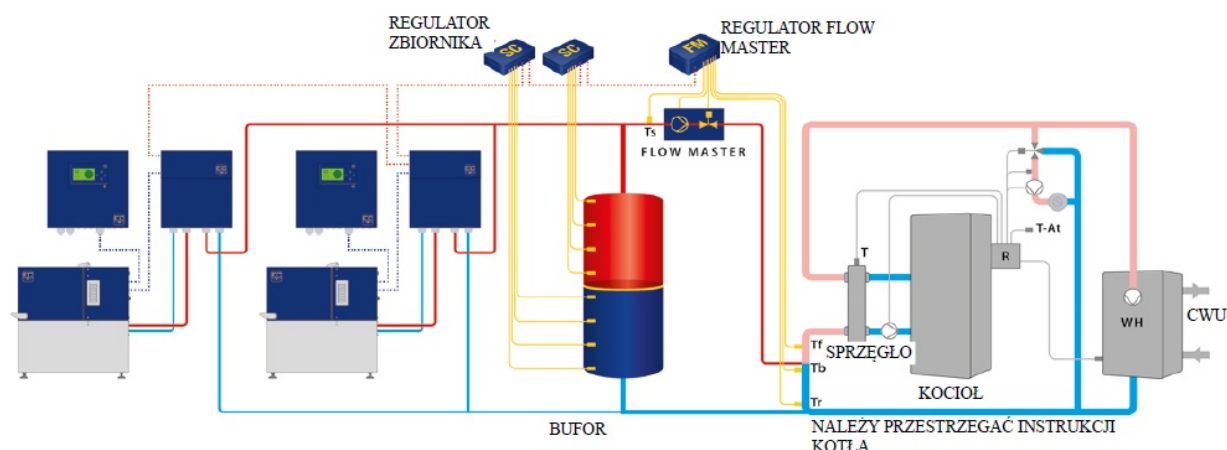 REGULATOR
ZBIORNIKA
REGULATOR FLOW
MASTER
SC
SC
FM
Ts
FLOW MASTER
T
T-At
R
WH
CWU
SPRZĘGŁO
Tf
Tb
Tr
KOCIOŁ
BUFOR
NALEŻY PRZESTRZEGAĆ INSTRUKCJI
KOTŁA